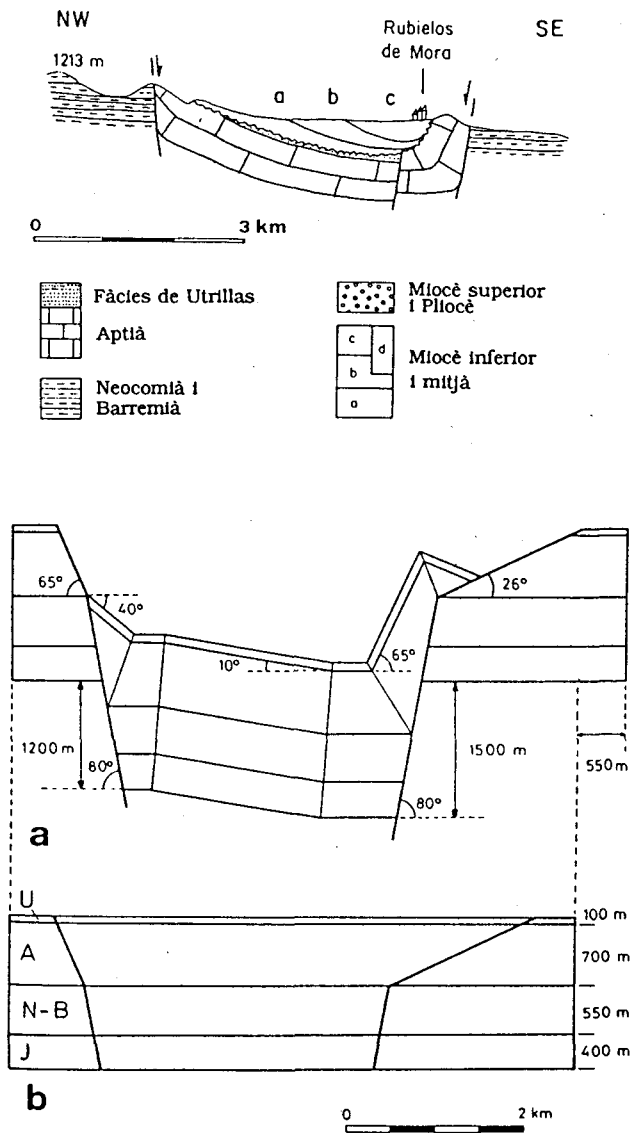 NW
SE
Rubielos
de Mora
1213 m
a b c
0 3 km
Fàcies de Utrillas
Aptià
Neocomià i
Barremià
Miocè superior
i Pliocè
c
d
b
a
Miocè inferior
i mitjà
65°
40°
10°
65°
26°
1200 m
80°
1500 m
80°
550 m
a
U
100 m
A
700 m
N-B
550 m
J
400 m
b
0 2 km